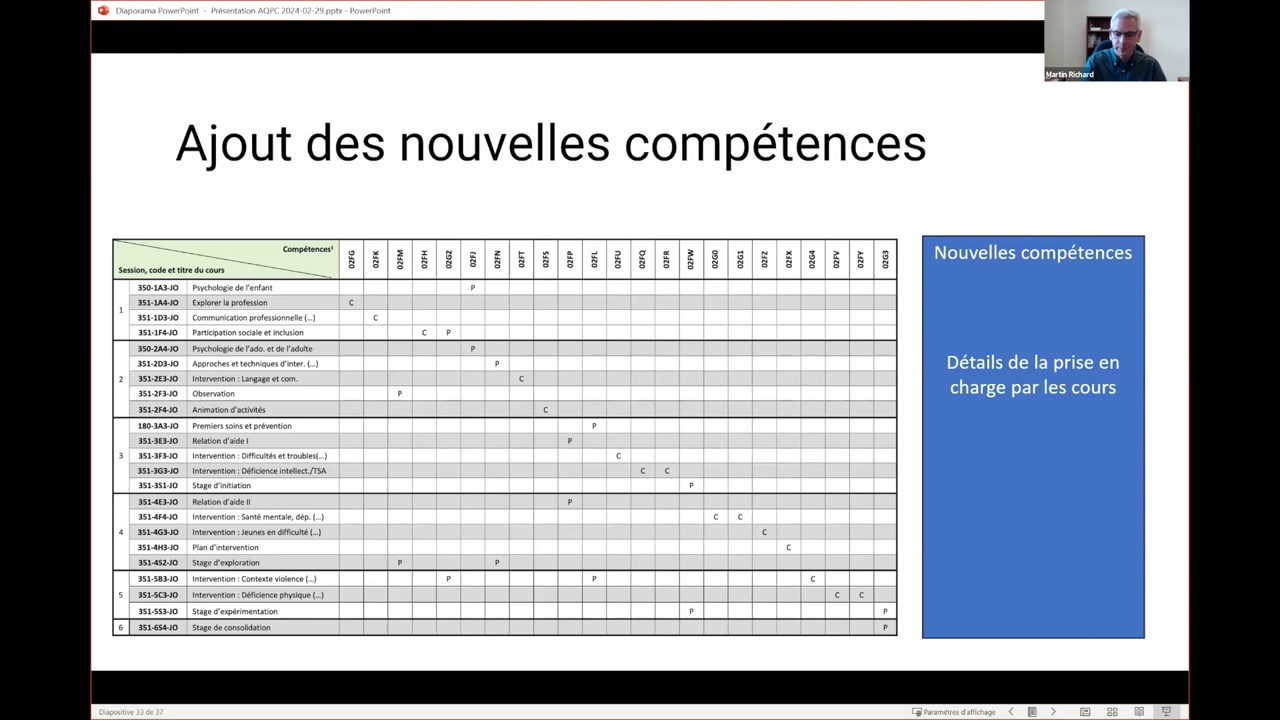 Diaporama PowerPoint - Présentation AQPC 2024-02-29.pptx - PowerPoint
Martin Richard
Ajout des nouvelles compétences
Compétences¹
Session, code et titre du cours
02FG 02FK 02FM 02FH 02G2 02FJ 02FN 02FT 02FS 02FP 02FL 02FU 02FQ 02FR 02FW 02G0 02G1 02FZ 02FX 02G4 02FV 02FY 02G3
1
350-1A3-JO Psychologie de l'enfant P
351-1A4-JO Explorer la profession C
351-1D3-JO Communication professionnelle (...) C
351-1F4-JO Participation sociale et inclusion C P
2
350-2A4-JO Psychologie de l'ado. et de l'adulte P
351-2D3-JO Approches et techniques d'inter. (...) P
351-2E3-JO Intervention : Langage et com. C
351-2F3-JO Observation P
351-2F4-JO Animation d'activités C
3
180-3A3-JO Premiers soins et prévention P
351-3E3-JO Relation d'aide I P
351-3F3-JO Intervention : Difficultés et troubles(...) C
351-3G3-JO Intervention : Déficience intellect./TSA C C
351-3S1-JO Stage d'initiation P
4
351-4E3-JO Relation d'aide II P
351-4F4-JO Intervention : Santé mentale, dép. (...) C C
351-4G3-JO Intervention : Jeunes en difficulté (...) C
351-4H3-JO Plan d'intervention C
351-4S2-JO Stage d'exploration P P
5
351-5B3-JO Intervention : Contexte violence (...) P P C
351-5C3-JO Intervention : Déficience physique (...) C C
351-5S3-JO Stage d'expérimentation P P
6 351-6S4-JO Stage de consolidation P
Nouvelles compétences
Détails de la prise en
charge par les cours
Diapositive 33 de 37
Paramètres d'affichage